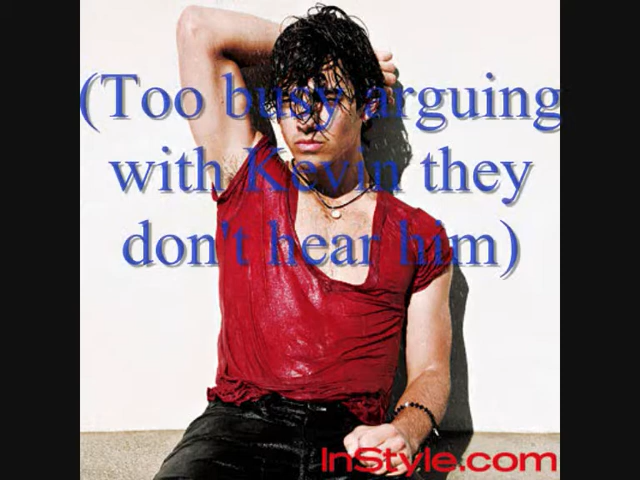 (Too busy arguing
with Kevin they
don't hear him)
InStyle.com